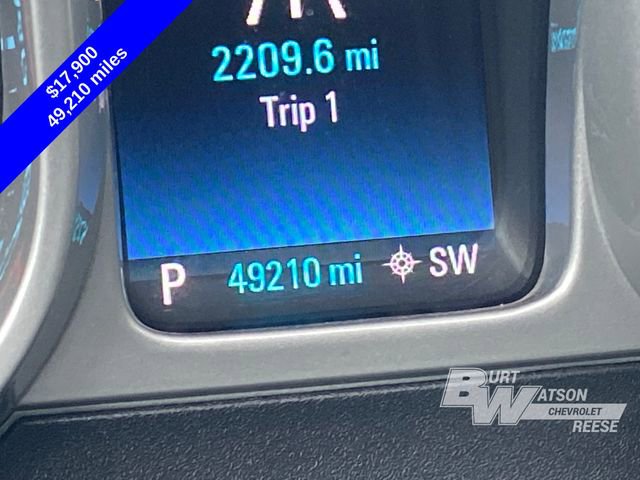 $17,900
49,210 miles
2209.6 mi
Trip 1
P 49210 mi SW
BURT
WATSON
CHEVROLET
REESE